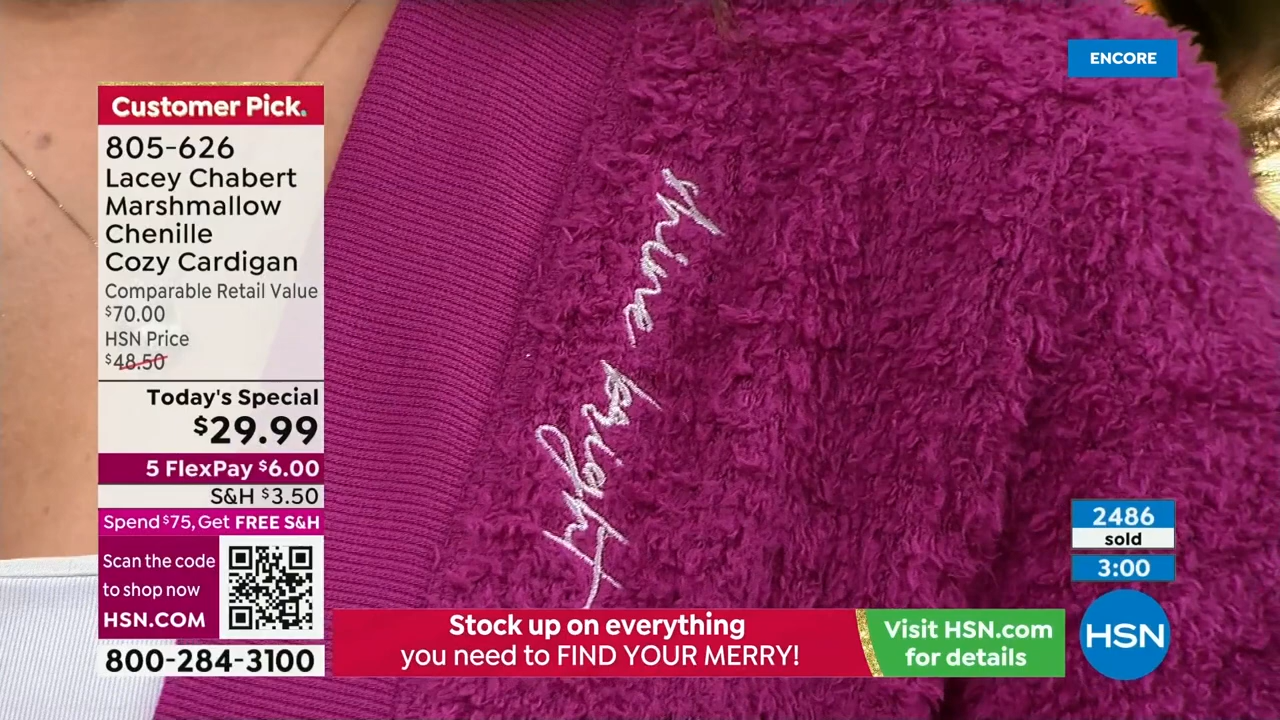 ENCORE
Customer Pick.
805-626
Lacey Chabert
Marshmallow
Chenille
Cozy Cardigan
Comparable Retail Value
$70.00
HSN Price
$48.50
Today's Special
$29.99
5 FlexPay $6.00
S&H $3.50
Spend $75, Get FREE S&H
Scan the code
to shop now
HSN.COM
800-284-3100
shine bright
Stock up on everything
you need to FIND YOUR MERRY!
Visit HSN.com
for details
2486
sold
3:00
HSN